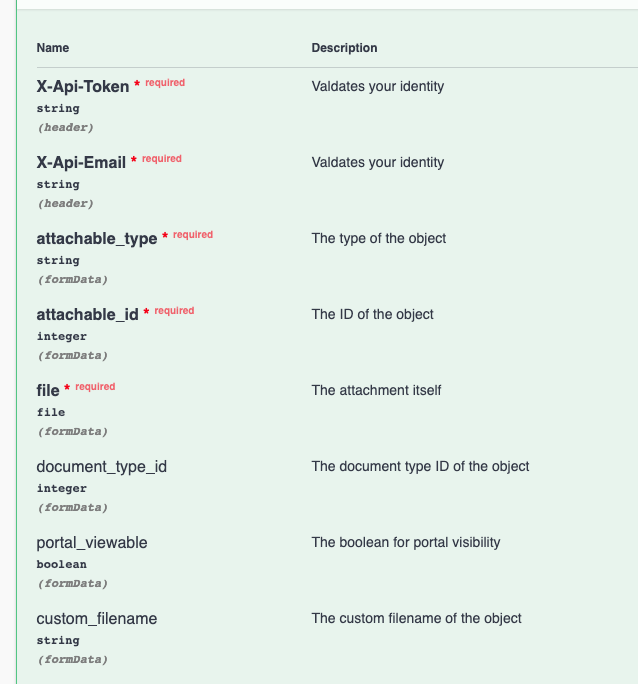 Name Description
X-Api-Token * required Valdates your identity
string
(header)
X-Api-Email * required Valdates your identity
string
(header)
attachable_type * required The type of the object
string
(formData)
attachable_id * required The ID of the object
integer
(formData)
file * required The attachment itself
file
(formData)
document_type_id The document type ID of the object
integer
(formData)
portal_viewable The boolean for portal visibility
boolean
(formData)
custom_filename The custom filename of the object
string
(formData)